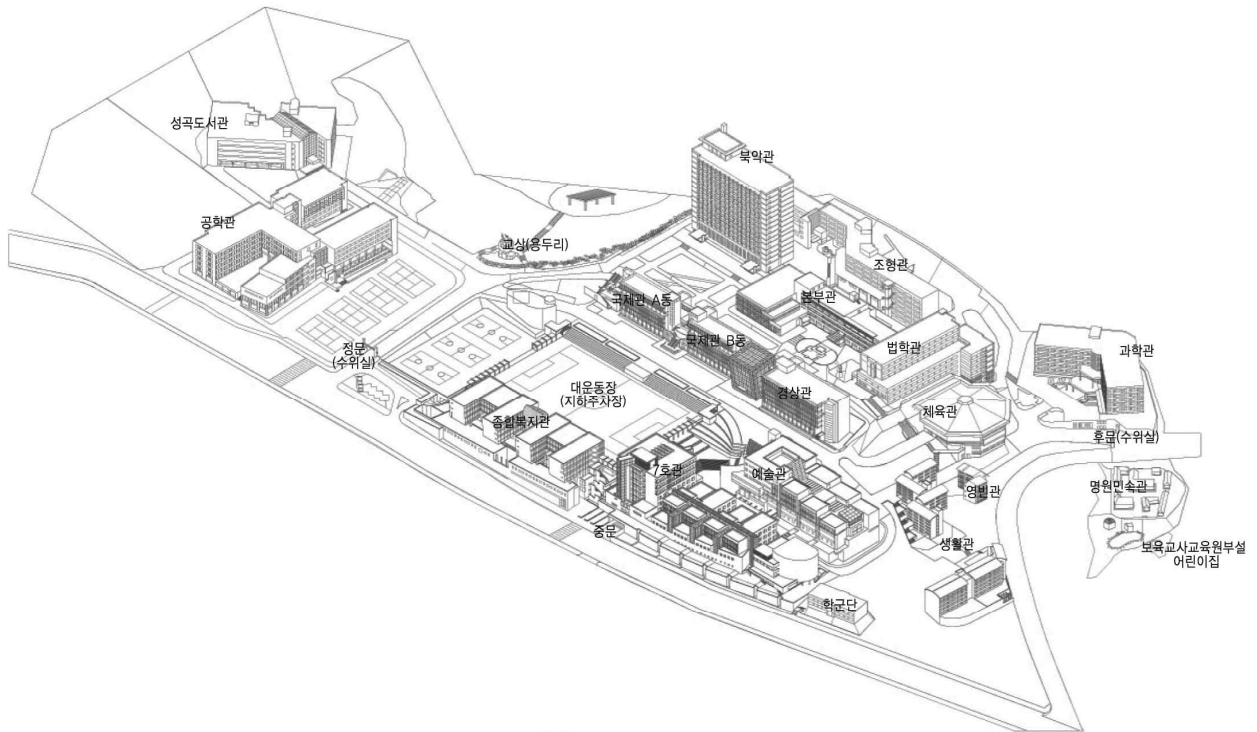 성곡도서관
북악관
공학관
교상(용두리)
조형관
국제관 A동
본부관
국제관 B동
법학관
정문
(수위실)
과학관
대운동장
(지하주차장)
경상관
종합복지관
체육관
후문(수위실)
7호관
예술관
영빈관
명원민속관
중문
생활관
보육교사교육원부설
어린이집
학군단